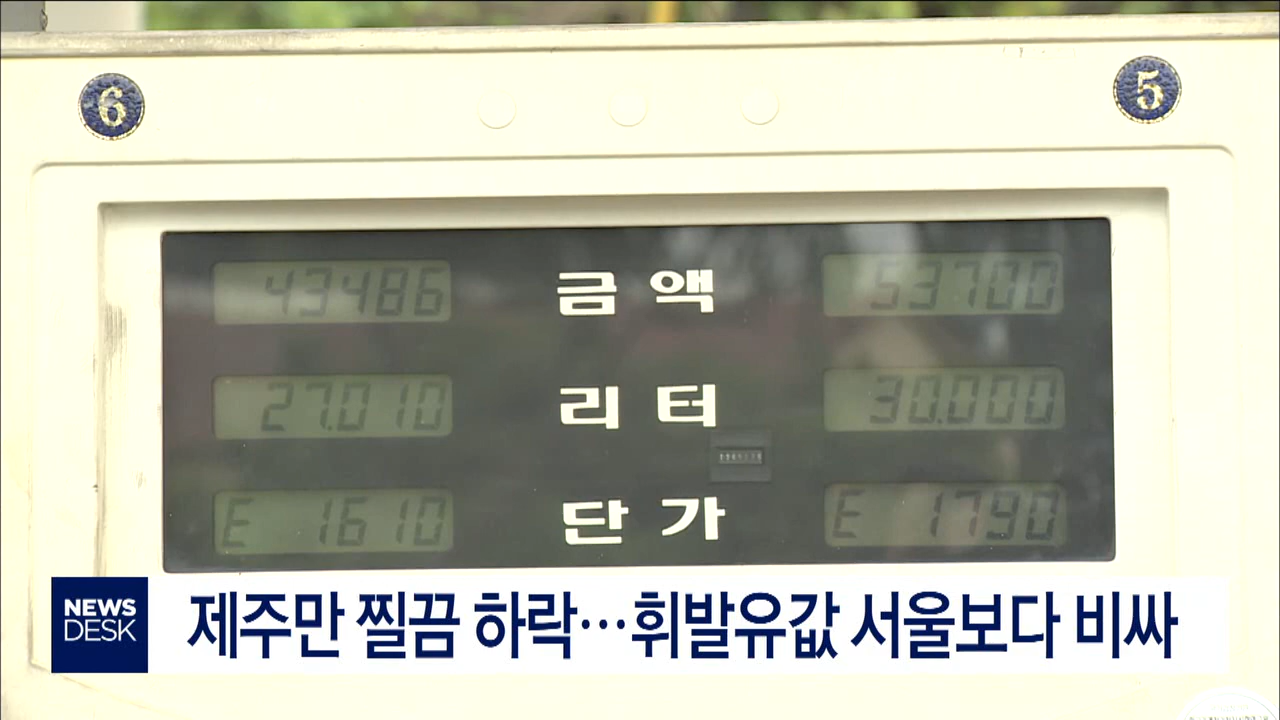 6 5
43486 금액 53700
27.010 리터 30.000
E 1610 단가 E 1790
NEWS
DESK
제주만 찔끔 하락…휘발유값 서울보다 비싸